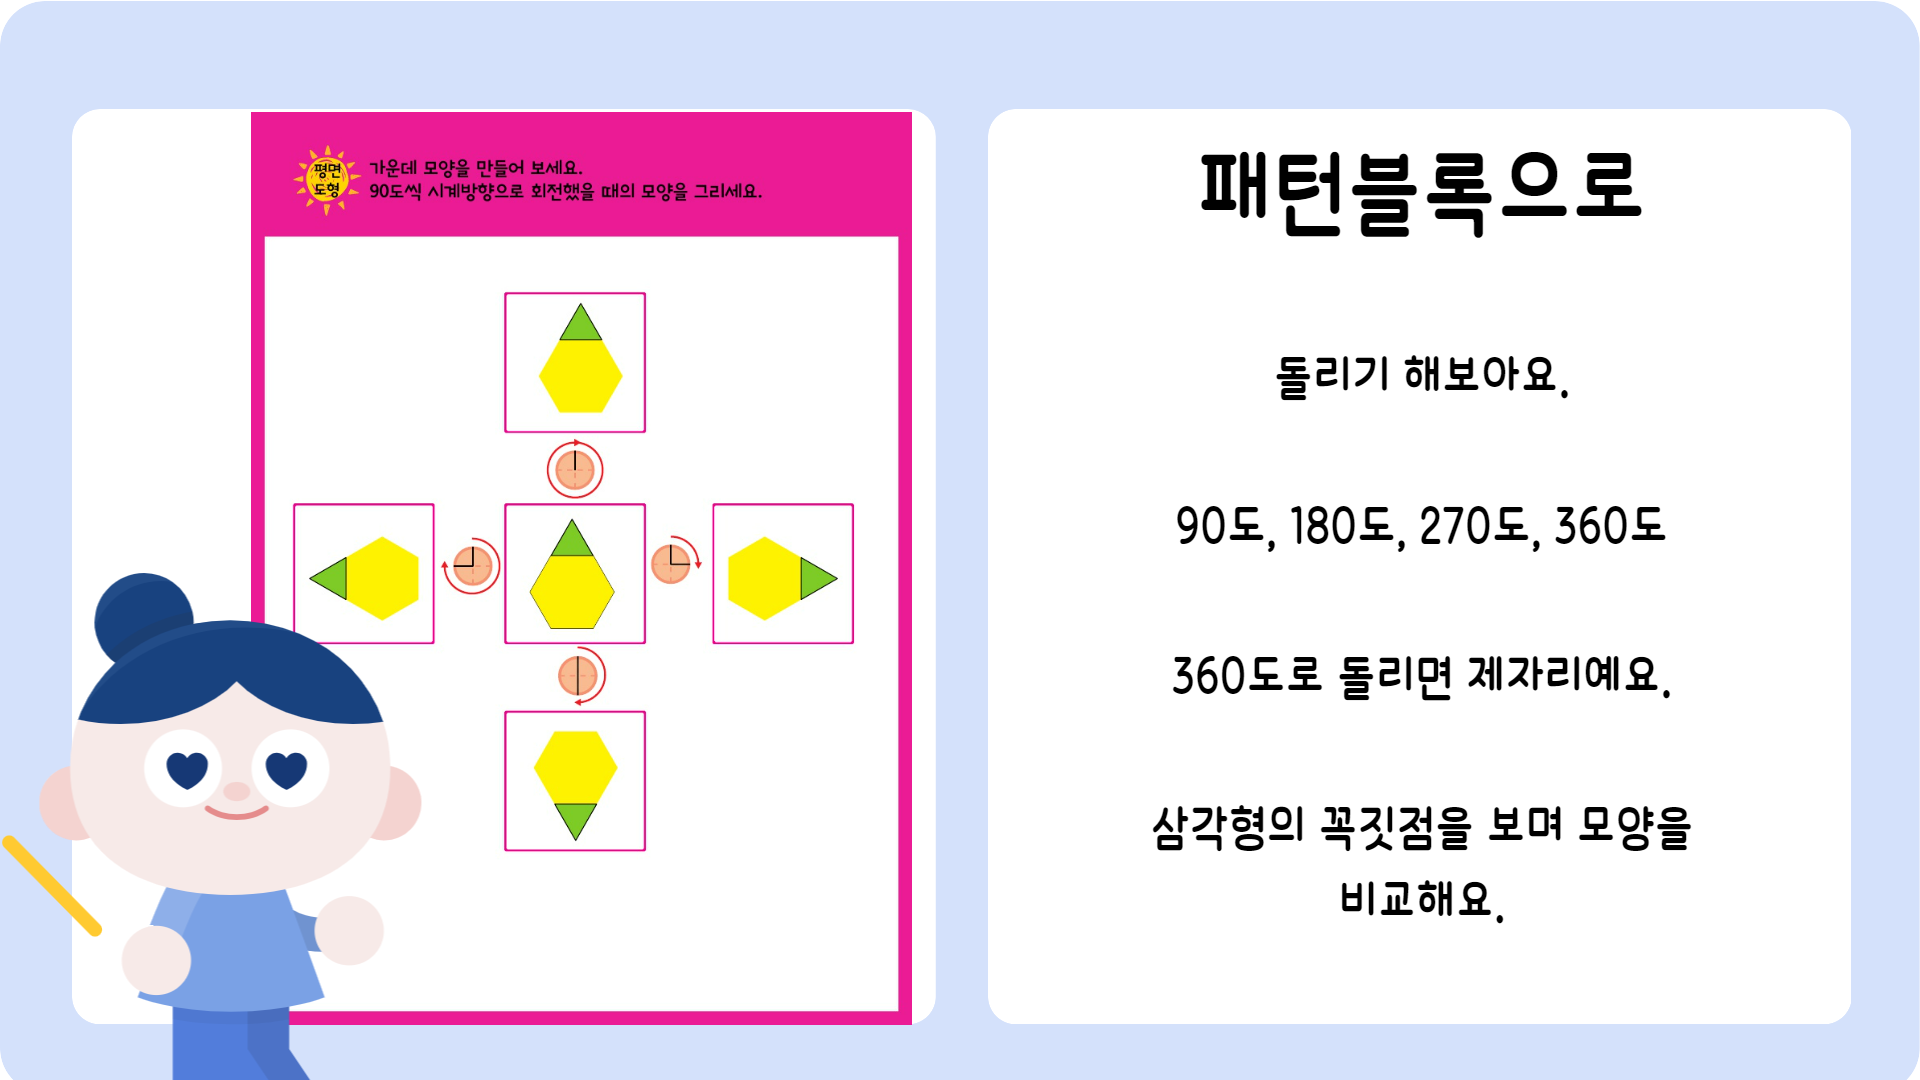 평면
도형
가운데 모양을 만들어 보세요.
90도씩 시계방향으로 회전했을 때의 모양을 그리세요.
패턴블록으로
돌리기 해보아요.
90도, 180도, 270도, 360도
360도로 돌리면 제자리예요.
삼각형의 꼭짓점을 보며 모양을
비교해요.